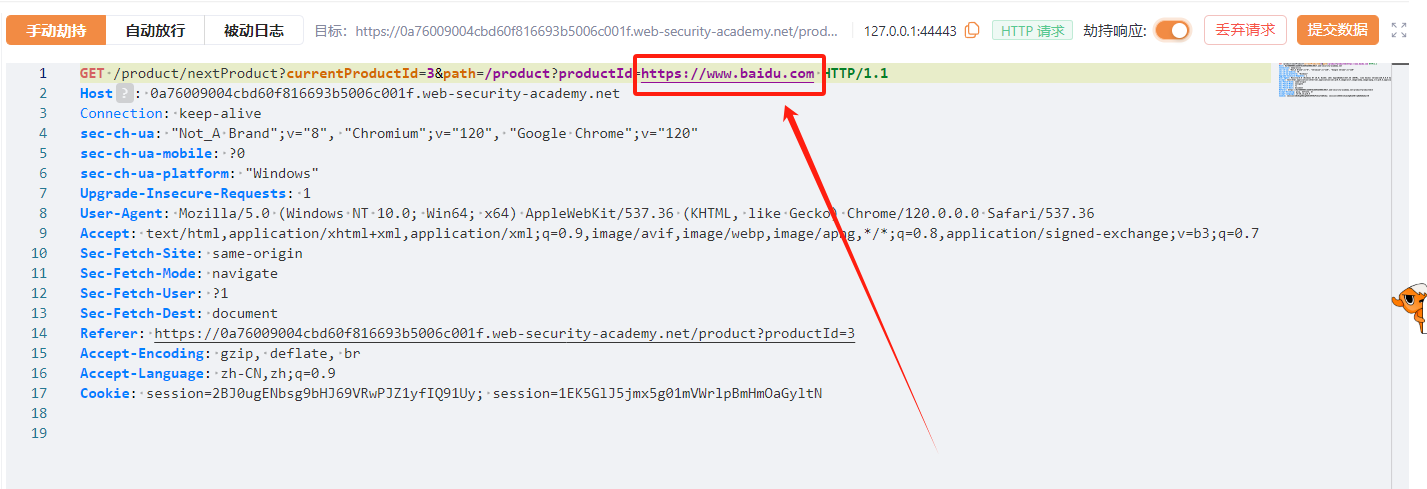 手动劫持 自动放行 被动日志 目标: https://0a76009004cbd60f816693b5006c001f.web-security-academy.net/prod... 127.0.0.1:44443 HTTP 请求 劫持响应: 丢弃请求 提交数据
1 GET /product/nextProduct?currentProductId=3&path=/product?productId=https://www.baidu.com HTTP/1.1
2 Host ? : 0a76009004cbd60f816693b5006c001f.web-security-academy.net
3 Connection: keep-alive
4 sec-ch-ua: "Not_A Brand";v="8", "Chromium";v="120", "Google Chrome";v="120"
5 sec-ch-ua-mobile: ?0
6 sec-ch-ua-platform: "Windows"
7 Upgrade-Insecure-Requests: 1
8 User-Agent: Mozilla/5.0 (Windows NT 10.0; Win64; x64) AppleWebKit/537.36 (KHTML, like Gecko) Chrome/120.0.0.0 Safari/537.36
9 Accept: text/html,application/xhtml+xml,application/xml;q=0.9,image/avif,image/webp,image/apng,*/*;q=0.8,application/signed-exchange;v=b3;q=0.7
10 Sec-Fetch-Site: same-origin
11 Sec-Fetch-Mode: navigate
12 Sec-Fetch-User: ?1
13 Sec-Fetch-Dest: document
14 Referer: https://0a76009004cbd60f816693b5006c001f.web-security-academy.net/product?productId=3
15 Accept-Encoding: gzip, deflate, br
16 Accept-Language: zh-CN,zh;q=0.9
17 Cookie: session=2BJ0ugENbsg9bHJ69VRwPJZ1yfIQ91Uy; session=1EK5GlJ5jmx5g01mVWrlpBmHmOaGyltN
18
19